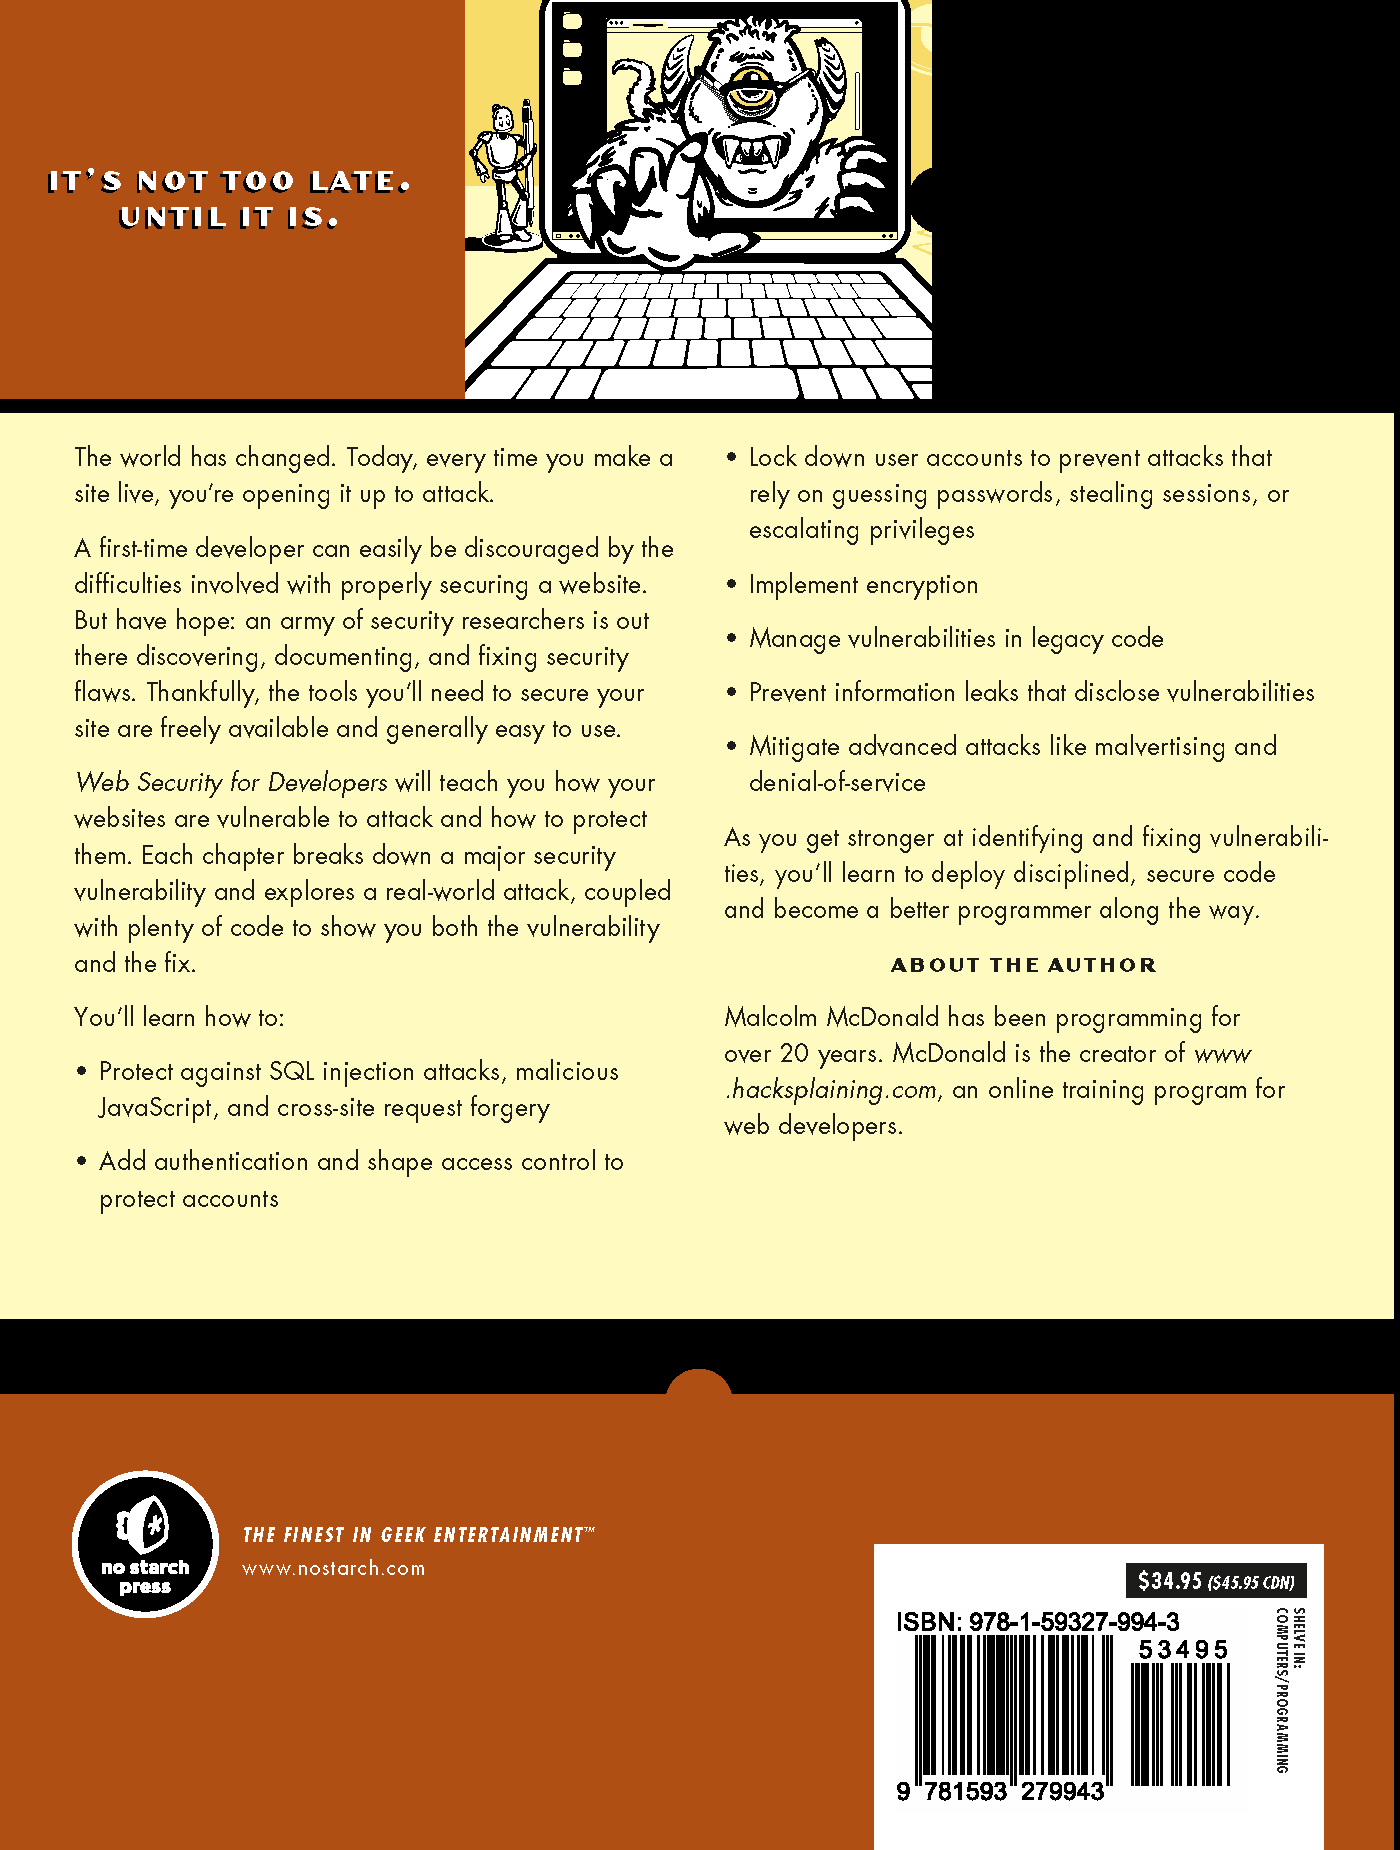 IT'S NOT TOO LATE.
UNTIL IT IS.
The world has changed. Today, every time you make a
site live, you're opening it up to attack.
A first-time developer can easily be discouraged by the
difficulties involved with properly securing a website.
But have hope: an army of security researchers is out
there discovering, documenting, and fixing security
flaws. Thankfully, the tools you'll need to secure your
site are freely available and generally easy to use.
Web Security for Developers will teach you how your
websites are vulnerable to attack and how to protect
them. Each chapter breaks down a major security
vulnerability and explores a real-world attack, coupled
with plenty of code to show you both the vulnerability
and the fix.
You'll learn how to:
• Protect against SQL injection attacks, malicious
JavaScript, and cross-site request forgery
• Add authentication and shape access control to
protect accounts
• Lock down user accounts to prevent attacks that
rely on guessing passwords, stealing sessions, or
escalating privileges
• Implement encryption
• Manage vulnerabilities in legacy code
• Prevent information leaks that disclose vulnerabilities
• Mitigate advanced attacks like malvertising and
denial-of-service
As you get stronger at identifying and fixing vulnerabili-
ties, you'll learn to deploy disciplined, secure code
and become a better programmer along the way.
ABOUT THE AUTHOR
Malcolm McDonald has been programming for
over 20 years. McDonald is the creator of www
.hacksplaining.com, an online training program for
web developers.
no starch
press
THE FINEST IN GEEK ENTERTAINMENT™
www.nostarch.com
$34.95 ($45.95 CDN)
ISBN: 978-1-59327-994-3
53495
9 781593 279943
SHELVE IN:
COMPUTERS/PROGRAMMING